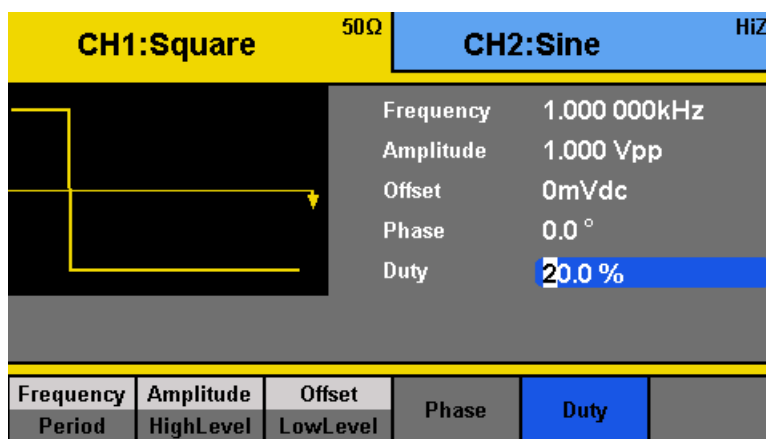 CH1:Square 50Ω CH2:Sine HiZ
Frequency 1.000 000kHz
Amplitude 1.000 Vpp
Offset 0mVdc
Phase 0.0 °
Duty 20.0 %
Frequency Amplitude Offset
Phase Duty
Period HighLevel LowLevel